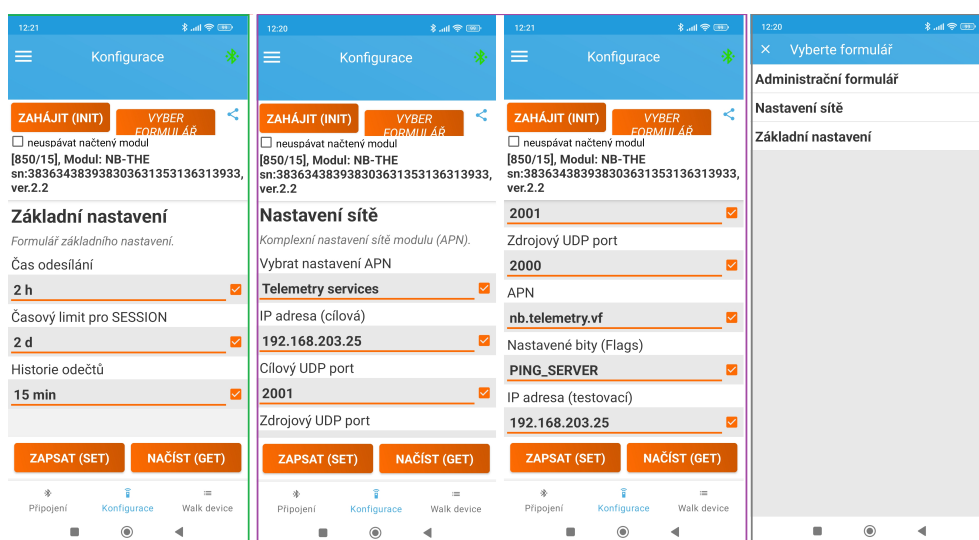 12:21
Konfigurace
ZAHÁJIT (INIT)
VYBER
FORMULÁŘ
neuspávat načtený modul
[850/15], Modul: NB-THE
sn:38363438393830363135313631393­3,
ver.2.2
Základní nastavení
Formulář základního nastavení.
Čas odesílání
2 h
Časový limit pro SESSION
2 d
Historie odečtů
15 min
ZAPSAT (SET)
NAČÍST (GET)
Připojení
Konfigurace
Walk device
12:20
Konfigurace
ZAHÁJIT (INIT)
VYBER
FORMULÁŘ
neuspávat načtený modul
[850/15], Modul: NB-THE
sn:3836343839383036313531363139­33,
ver.2.2
Nastavení sítě
Komplexní nastavení sítě modulu (APN).
Vybrat nastavení APN
Telemetry services
IP adresa (cílová)
192.168.203.25
Cílový UDP port
2001
Zdrojový UDP port
ZAPSAT (SET)
NAČÍST (GET)
Připojení
Konfigurace
Walk device
12:21
Konfigurace
ZAHÁJIT (INIT)
VYBER
FORMULÁŘ
neuspávat načtený modul
[850/15], Modul: NB-THE
sn:3836343839383036313531363139­33,
ver.2.2
2001
Zdrojový UDP port
2000
APN
nb.telemetry.vf
Nastavené bity (Flags)
PING_SERVER
IP adresa (testovací)
192.168.203.25
ZAPSAT (SET)
NAČÍST (GET)
Připojení
Konfigurace
Walk device
12:20
Vyberte formulář
Administrační formulář
Nastavení sítě
Základní nastavení